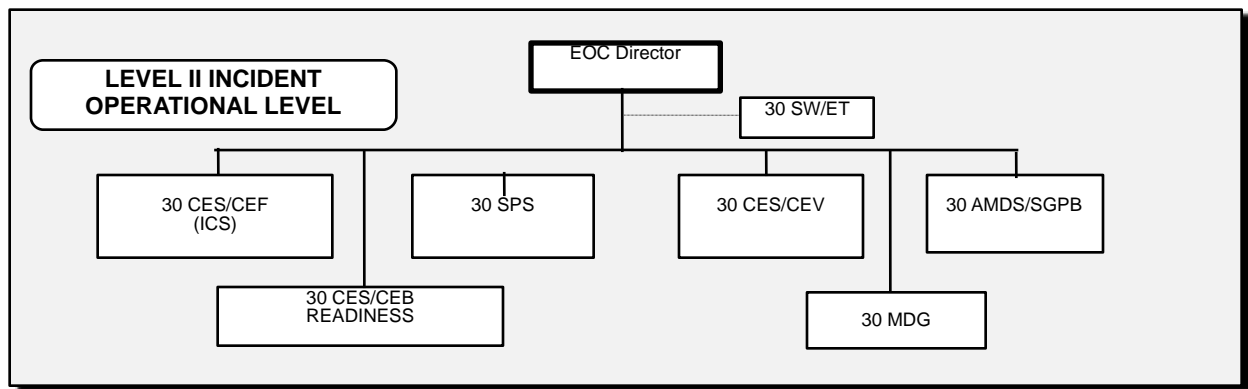 EOC Director
LEVEL II INCIDENT
OPERATIONAL LEVEL
30 SW/ET
30 CES/CEF
(ICS)
30 SPS
30 CES/CEV
30 AMDS/SGPB
30 CES/CEB
READINESS
30 MDG